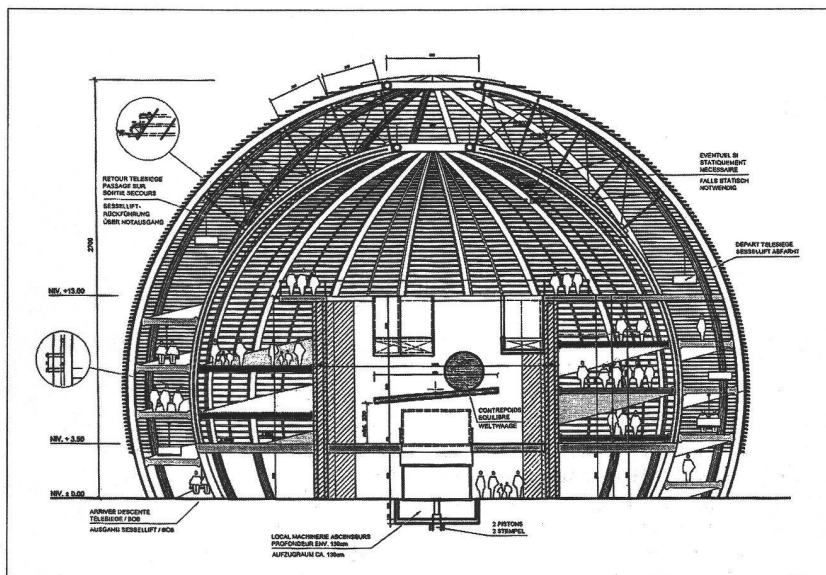 RETOUR TELESIEGE
PASSAGE SUR
SORTIE SECOURS
SESSELLIFT-
RÜCKFÜHRUNG
ÜBER NOTAUSGANG
EVENTUEL SI
STATIQUEMENT
NECESSAIRE
FALLS STATISCH
NOTWENDIG
DEPART TELESIEGE
SESSELLIFT ABFAHRT
2700
NIV. +13.00
CONTREPOIDS
EQUILIBRE
WELTWAAGE
NIV. + 3.50
NIV. ± 0.00
ARRIVEE DESCENTE
TELESIEGE / BOB
AUSGANG SESSELLIFT / BOB
LOCAL MACHINERIE ASCENSEURS
PROFONDEUR ENV. 130cm
AUFZUGRAUM CA. 130cm
2 PISTONS
2 STEMPEL